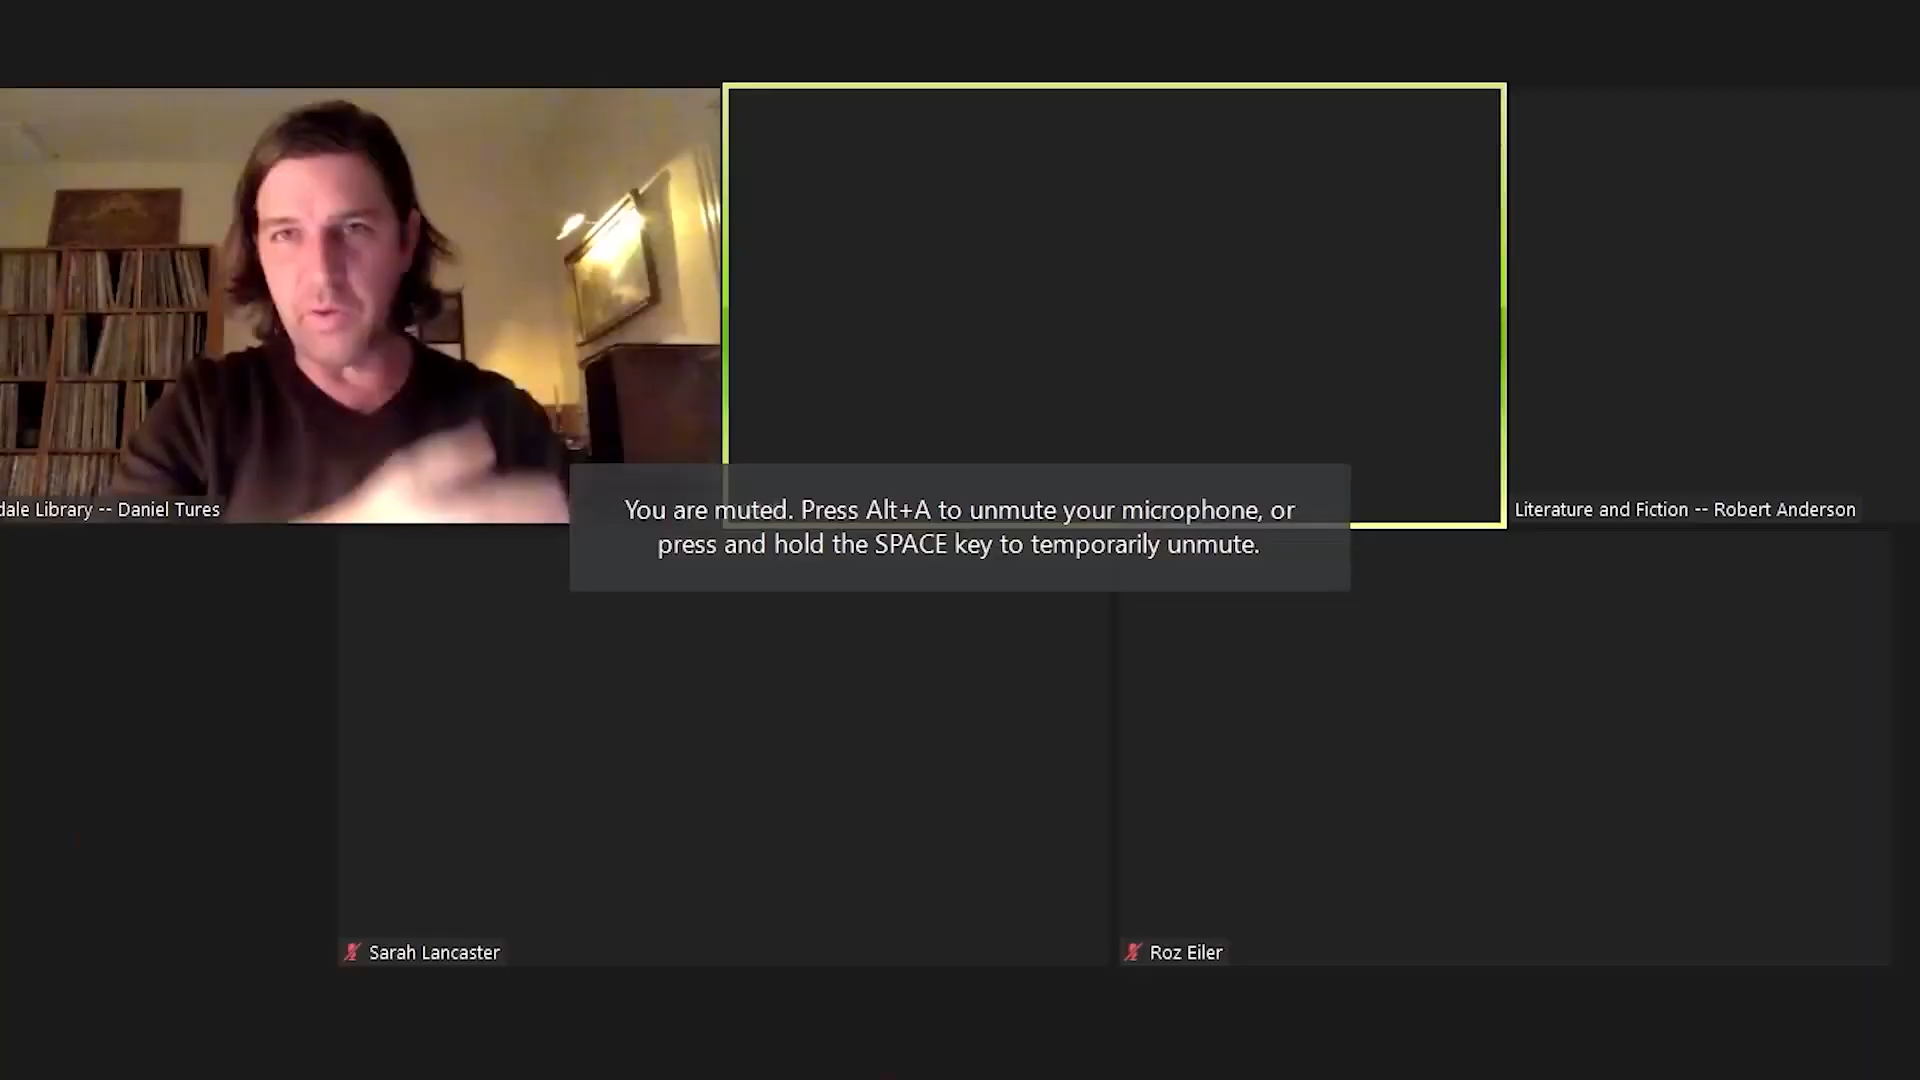 dale Library -- Daniel Tures
Literature and Fiction -- Robert Anderson
You are muted. Press Alt+A to unmute your microphone, or
press and hold the SPACE key to temporarily unmute.
Sarah Lancaster
Roz Eiler